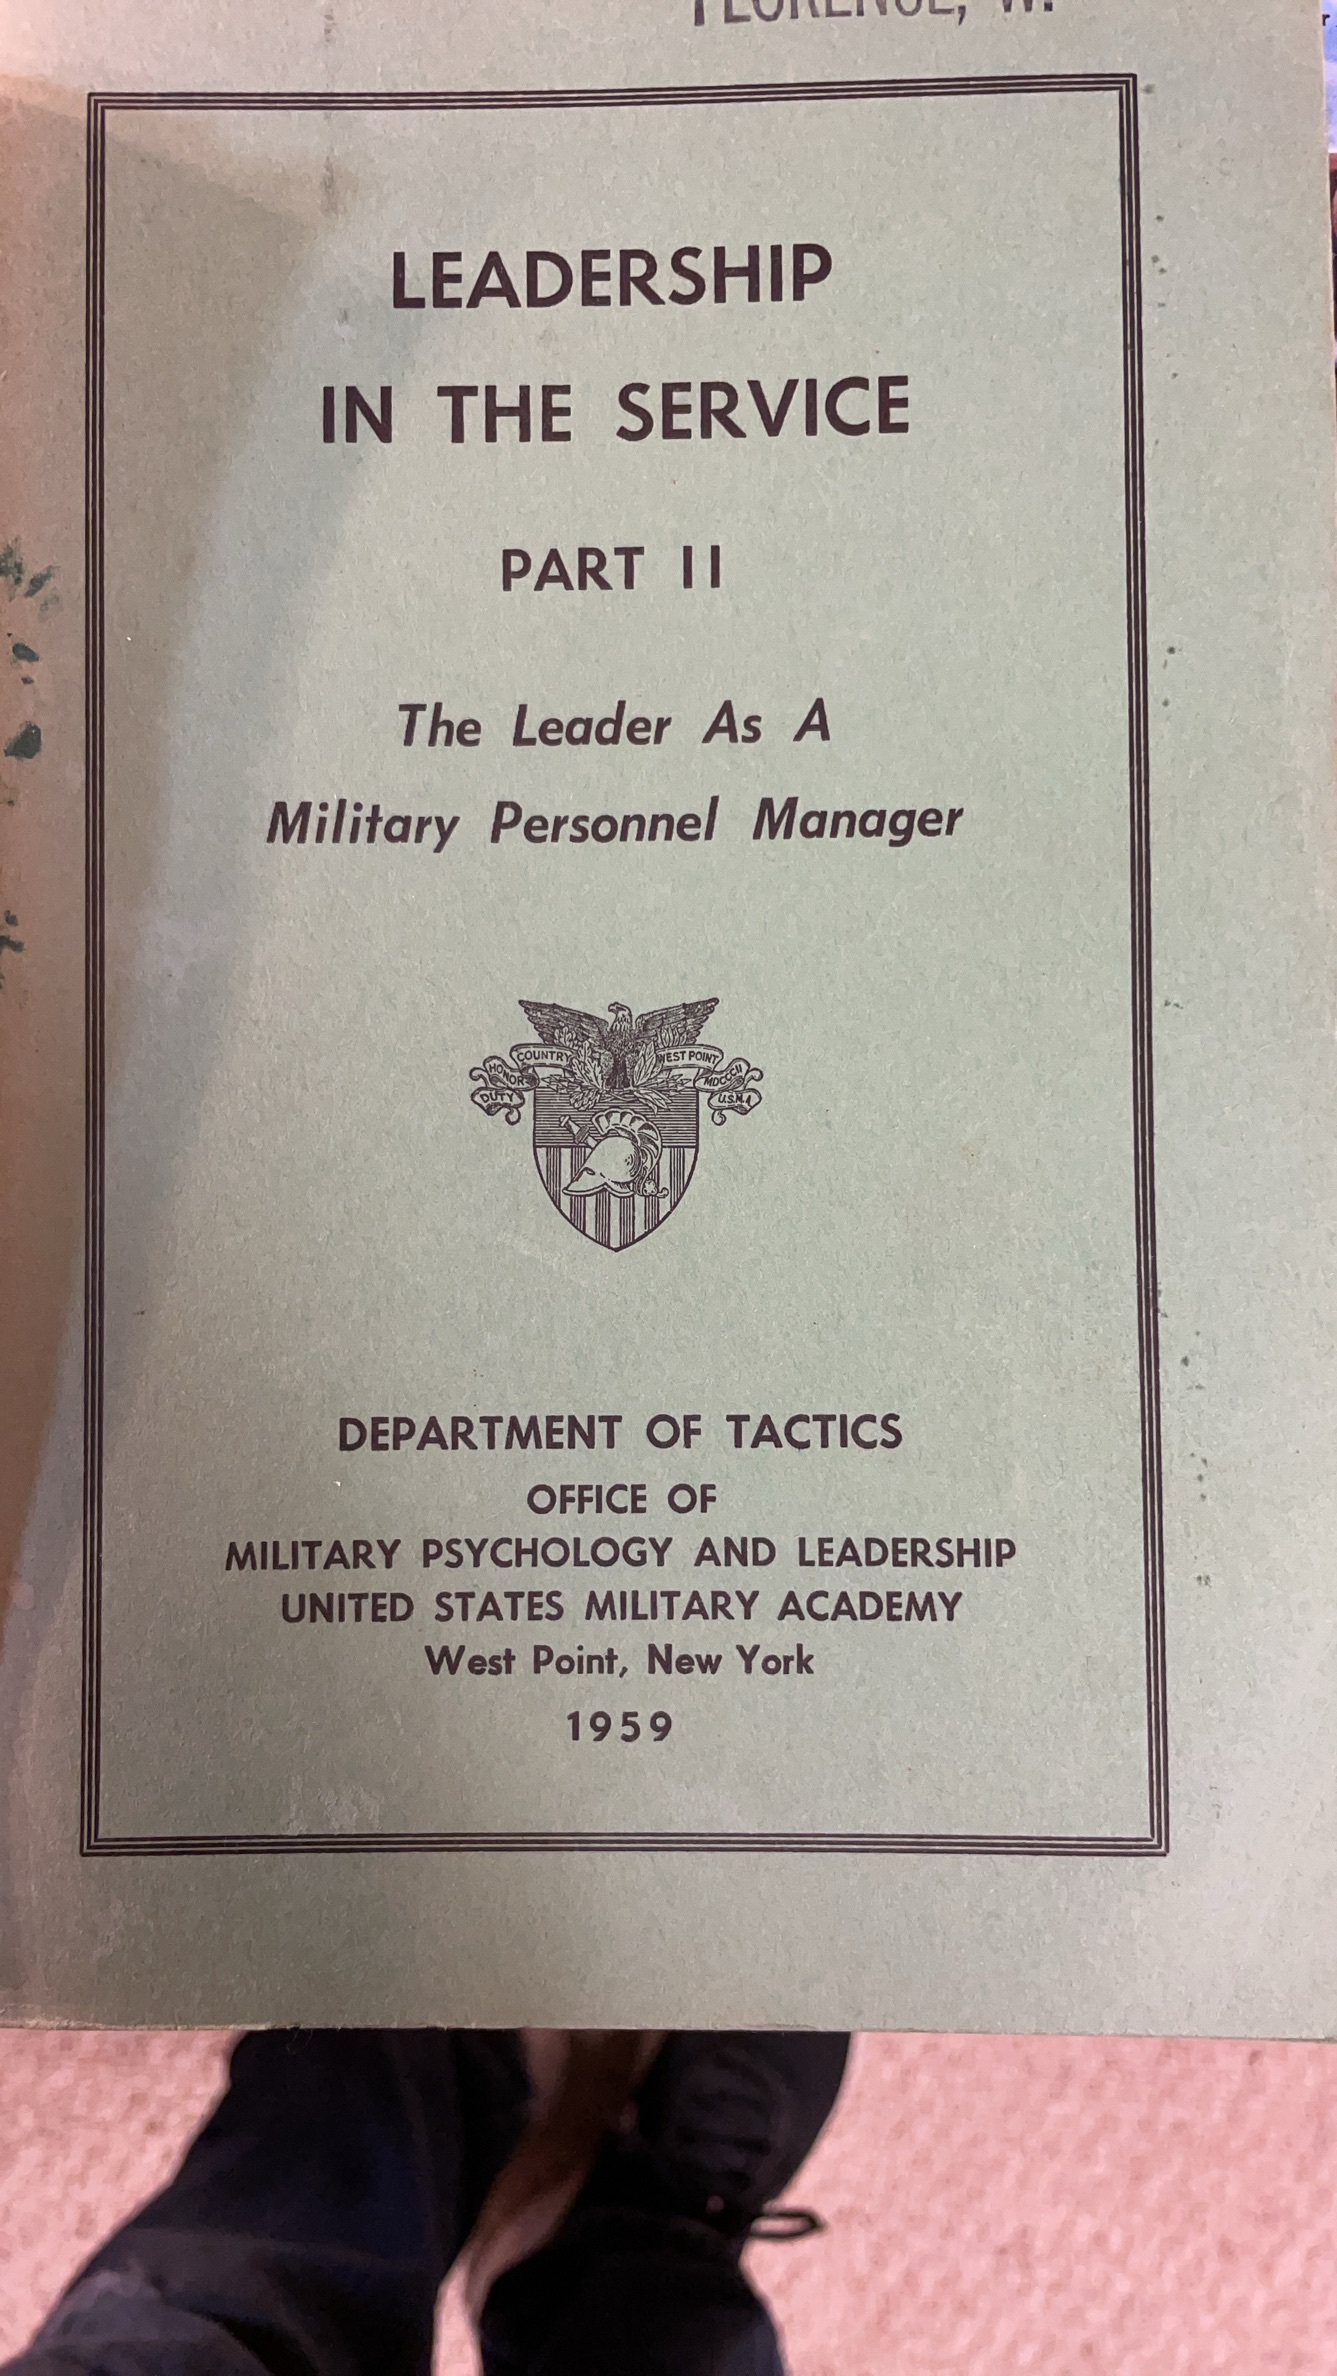 FLORENCE, W.
LEADERSHIP
IN THE SERVICE
PART II
The Leader As A
Military Personnel Manager
COUNTRY WEST POINT
HONOR MDCCCII
DUTY U.S.M.A.
DEPARTMENT OF TACTICS
OFFICE OF
MILITARY PSYCHOLOGY AND LEADERSHIP
UNITED STATES MILITARY ACADEMY
West Point, New York
1959